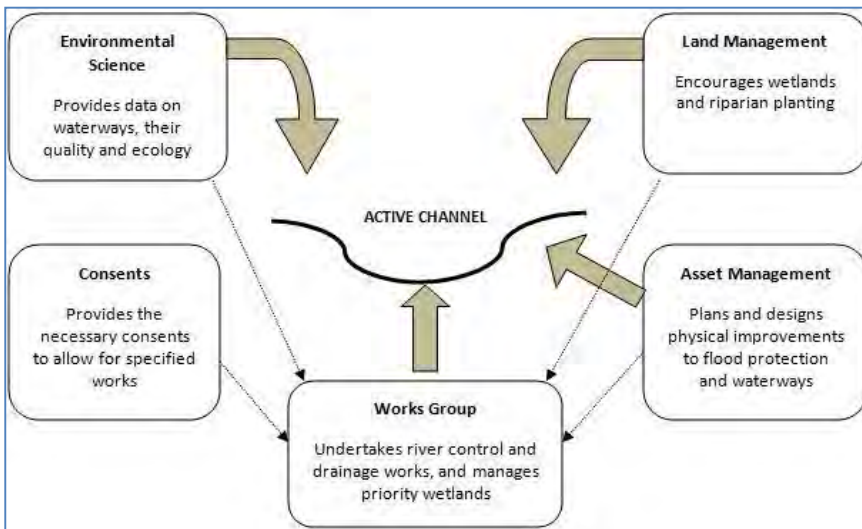 Environmental
Science
Provides data on
waterways, their
quality and ecology
Land Management
Encourages wetlands
and riparian planting
ACTIVE CHANNEL
Consents
Provides the
necessary consents
to allow for specified
works
Asset Management
Plans and designs
physical improvements
to flood protection
and waterways
Works Group
Undertakes river control and
drainage works, and manages
priority wetlands